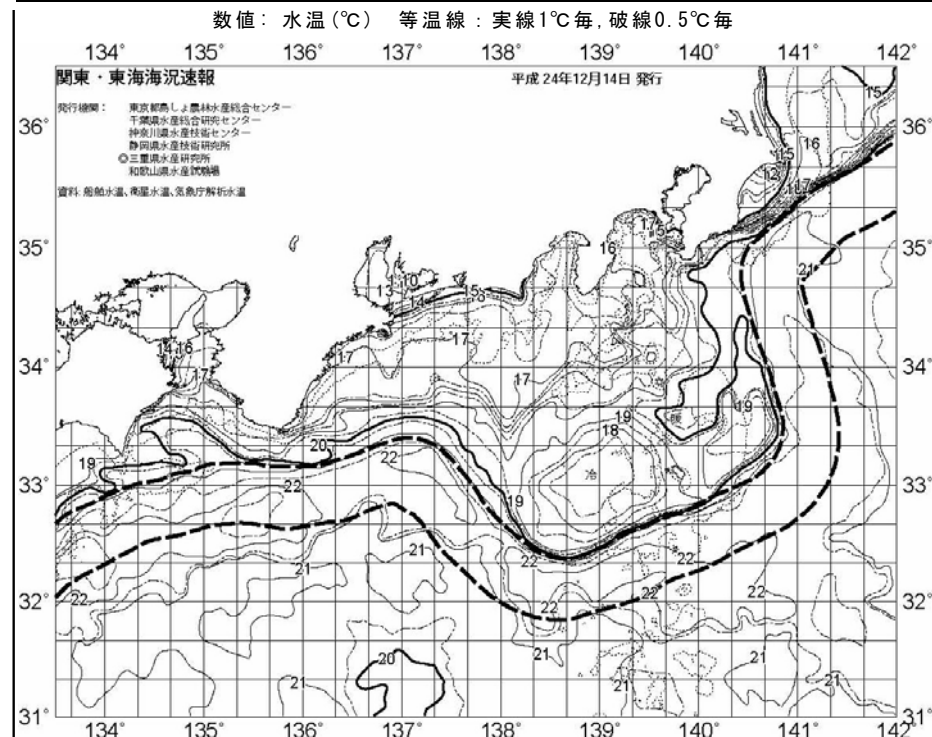 数値：水温(℃)　等温線：実線1℃毎,破線0.5℃毎
134° 135° 136° 137° 138° 139° 140° 141° 142°
関東・東海海況速報
平成 24年12月14日 発行
発行機関：　東京都島しょ農林水産総合センター
千葉県水産総合研究センター
神奈川県水産技術センター
静岡県水産技術研究所
◎三重県水産研究所
和歌山県水産試験場
資料:船舶水温、衛星水温、気象庁解析水温
15
36° 36°
15 16
12
17
17
16
35° 35°
21
10
13 15
14
17
34° 14 16 34°
17 17
17
19 19
18
20 暖
19 22 冷
33° 22 33°
19
21 22 22
21
22 22 22 22
32° 32°
21
20 21
21 21 21
31° 31°
134° 135° 136° 137° 138° 139° 140° 141° 142°